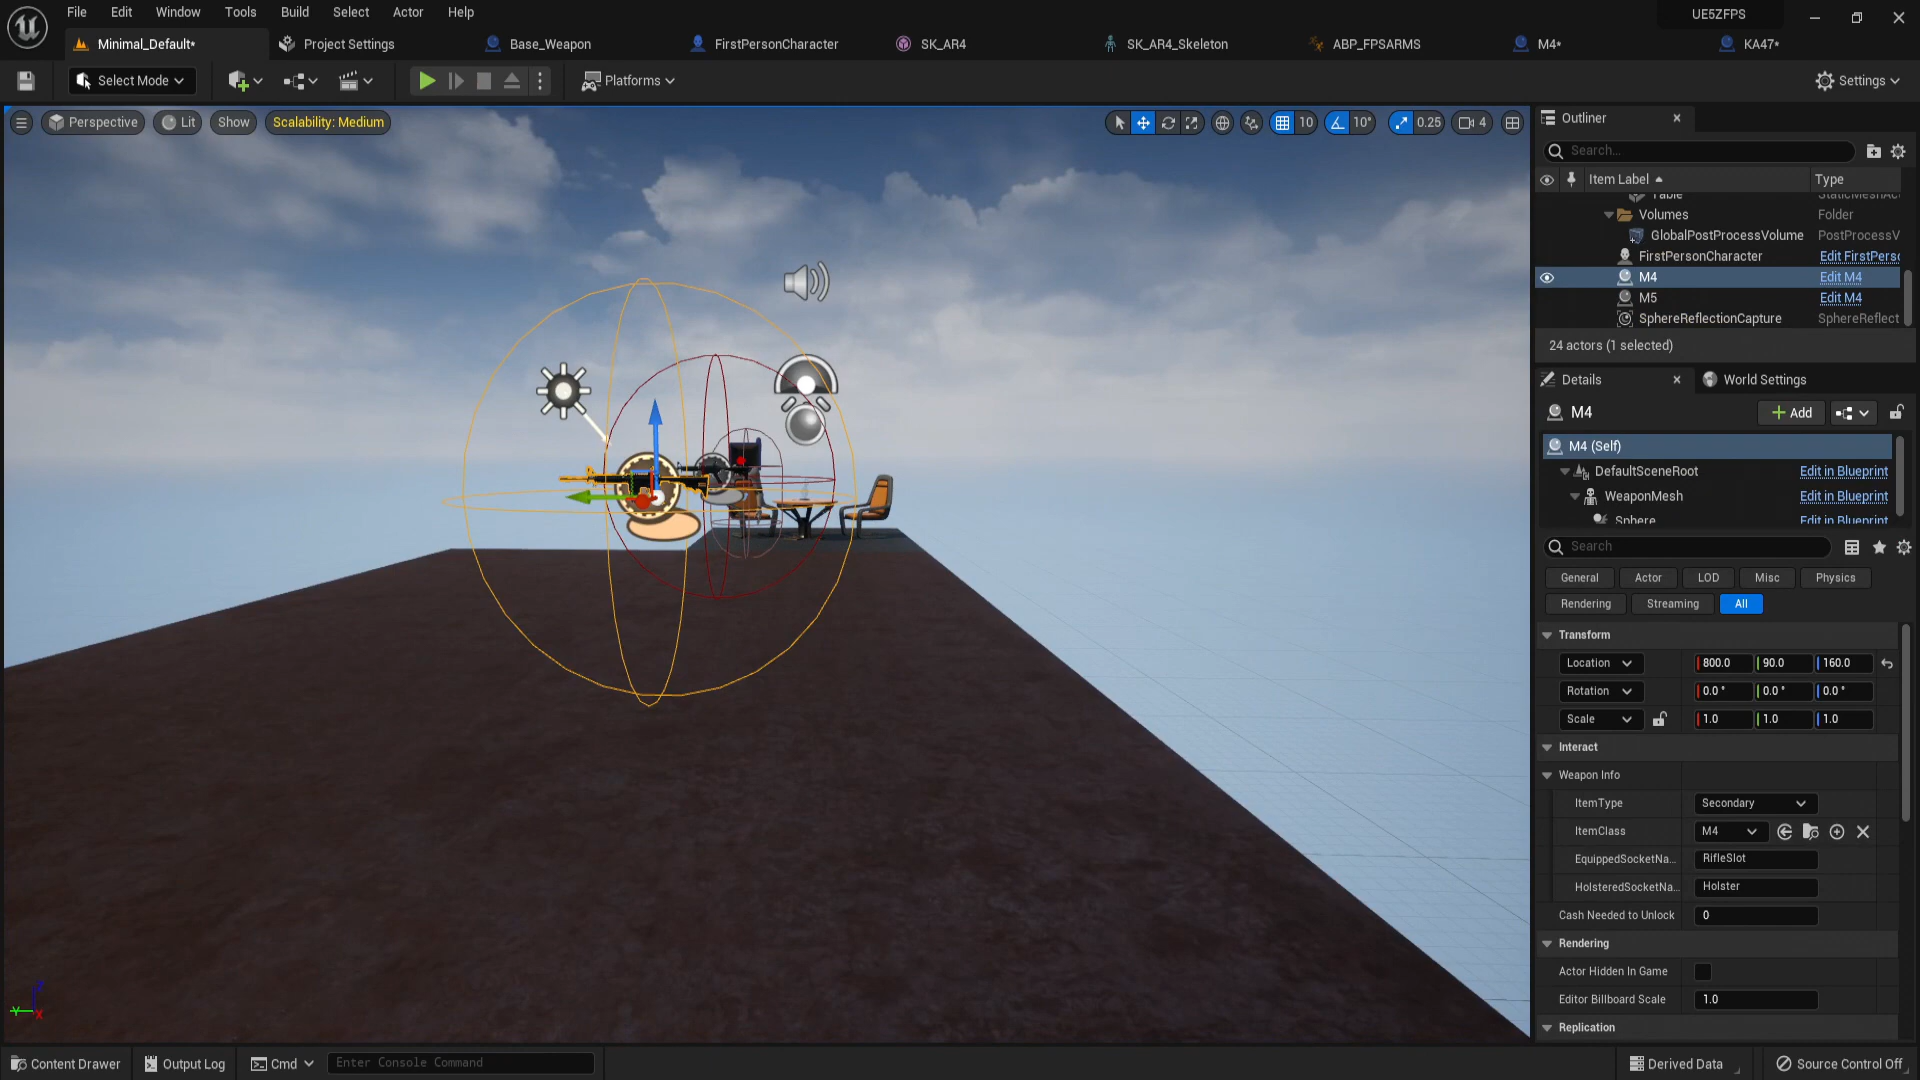 File Edit Window Tools Build Select Actor Help
UE5ZFPS
Minimal_Default* Project Settings Base_Weapon FirstPersonCharacter SK_AR4 SK_AR4_Skeleton ABP_FPSARMS M4* KA47*
Select Mode Platforms Settings
Perspective Lit Show Scalability: Medium 10 10° 0.25 4
Outliner
Search...
Item Label Type
Table StaticMeshAc
Volumes Folder
GlobalPostProcessVolume PostProcessV
FirstPersonCharacter Edit FirstPerso
M4 Edit M4
M5 Edit M4
SphereReflectionCapture SphereReflect
24 actors (1 selected)
Details World Settings
M4 Add
M4 (Self)
DefaultSceneRoot Edit in Blueprint
WeaponMesh Edit in Blueprint
Sphere Edit in Blueprint
Search
General Actor LOD Misc Physics
Rendering Streaming All
Transform
Location 800.0 90.0 160.0
Rotation 0.0 ° 0.0 ° 0.0 °
Scale 1.0 1.0 1.0
Interact
Weapon Info
ItemType Secondary
ItemClass M4
EquippedSocketNa... RifleSlot
HolsteredSocketNa... Holster
Cash Needed to Unlock 0
Rendering
Actor Hidden In Game
Editor Billboard Scale 1.0
Replication
Z
Y X
Content Drawer Output Log Cmd Enter Console Command Derived Data Source Control Off